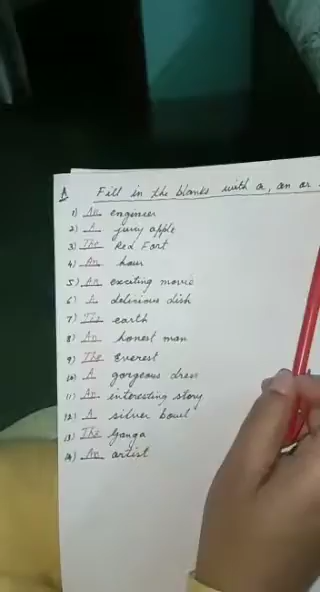 A Fill in the blanks with a, an or
1) An engineer
2) A juicy apple
3) The Red Fort
4) An hour
5) An exciting movie
6) A delicious dish
7) The earth
8) An honest man
9) The Everest
10) A gorgeous dress
11) An interesting story
12) A silver bowl
13) The Ganga
14) An artist